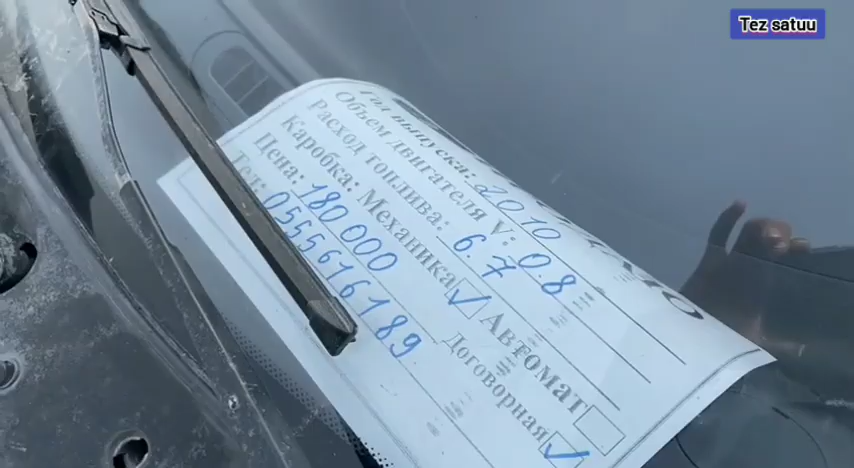 Tez satuu
Год выпуска: 2010
Объем двигателя V: 0.8
Расход топлива: 6.7
Каробка: Механика ✓ Автомат
Цена: 180 000 Договорная ✓
Тел: 0555616189